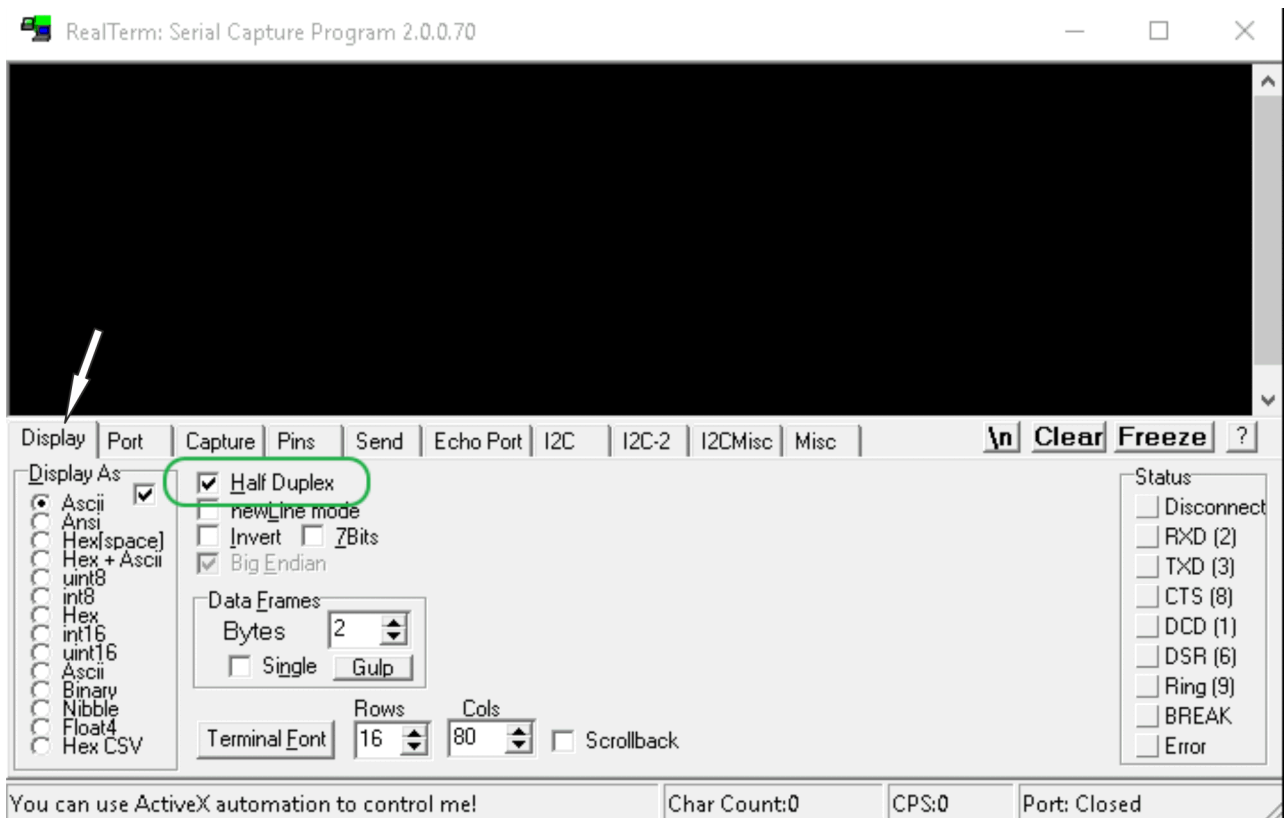 RealTerm: Serial Capture Program 2.0.0.70
Display Port Capture Pins Send Echo Port I2C I2C-2 I2CMisc Misc \n Clear Freeze ?
Display As
Ascii
Ansi
Hex[space]
Hex + Ascii
uint8
int8
Hex
int16
uint16
Ascii
Binary
Nibble
Float4
Hex CSV
Half Duplex
newLine mode
Invert 7Bits
Big Endian
Data Frames
Bytes 2
Single Gulp
Rows Cols
Terminal Font 16 80 Scrollback
Status
Disconnect
RXD (2)
TXD (3)
CTS (8)
DCD (1)
DSR (6)
Ring (9)
BREAK
Error
You can use ActiveX automation to control me! Char Count:0 CPS:0 Port: Closed